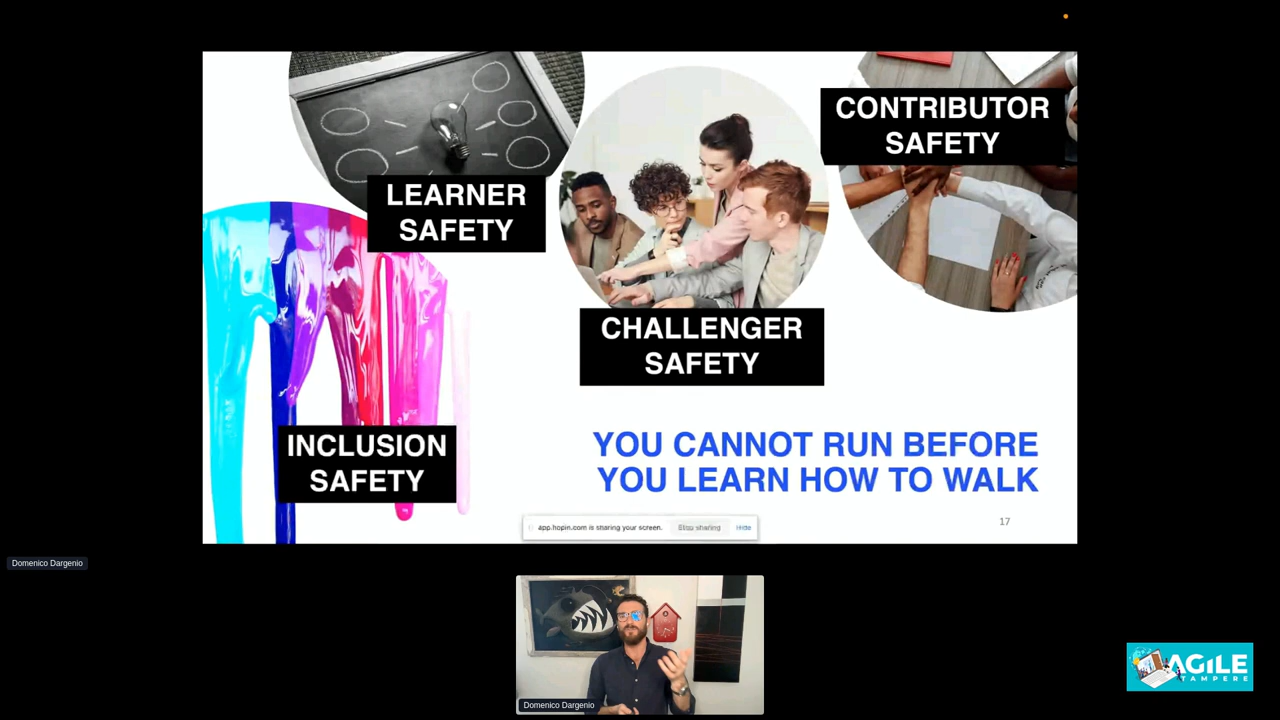 CONTRIBUTOR
SAFETY
LEARNER
SAFETY
CHALLENGER
SAFETY
INCLUSION
SAFETY
YOU CANNOT RUN BEFORE
YOU LEARN HOW TO WALK
17
app.hopin.com is sharing your screen. Stop sharing Hide
Domenico Dargenio
Domenico Dargenio
AGILE
TAMPERE